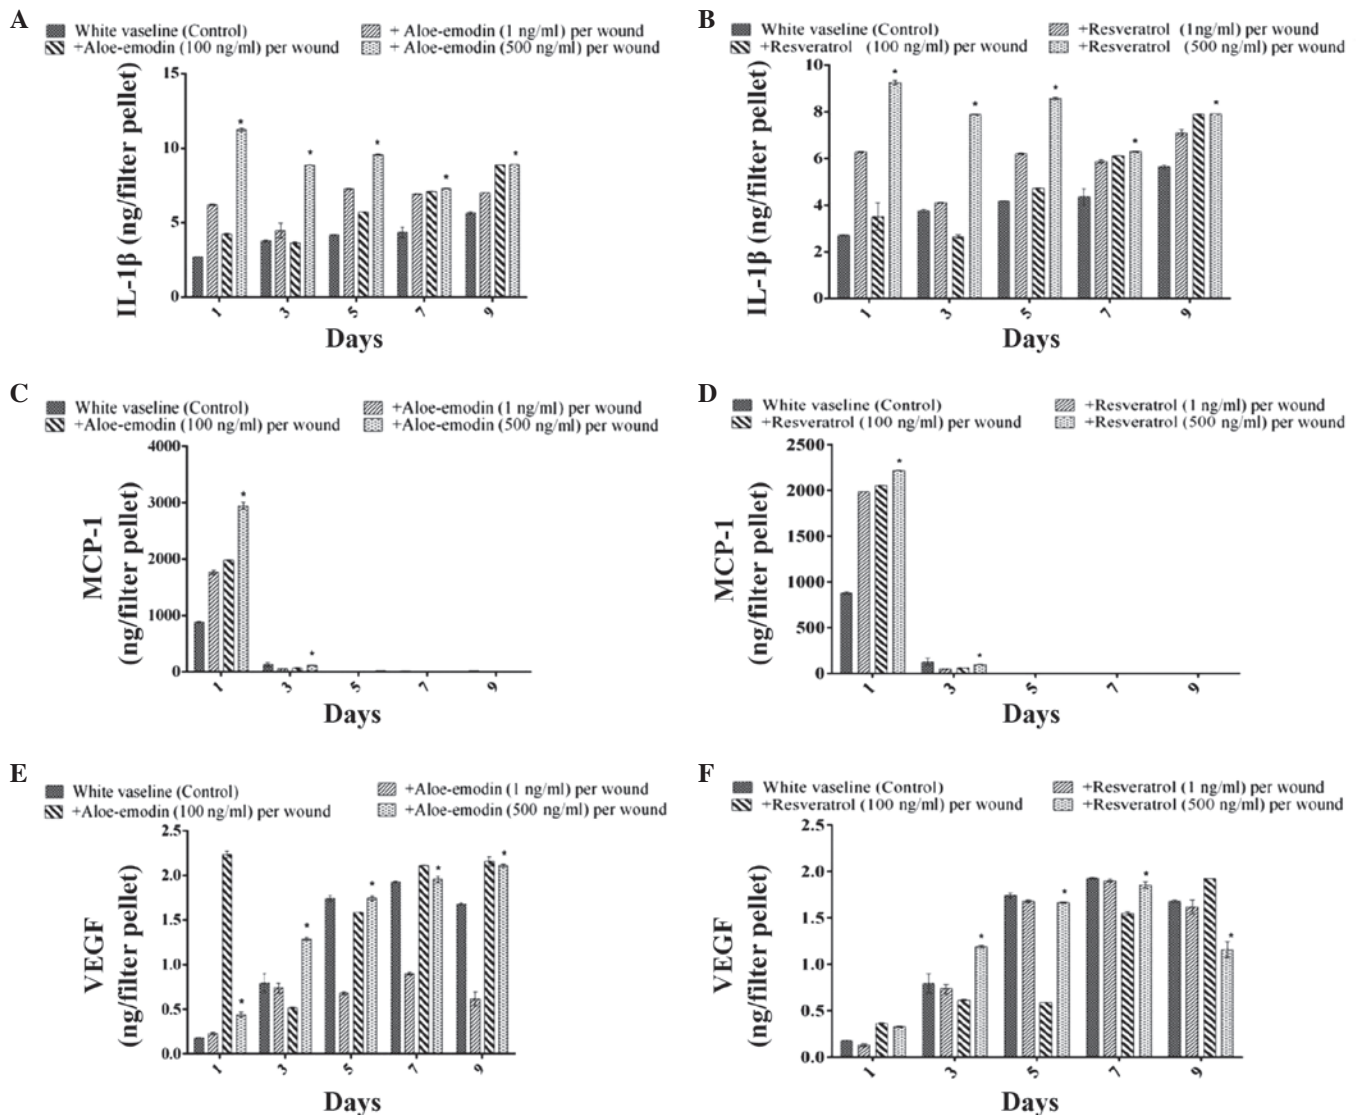 A
White vaseline (Control)
+ Aloe-emodin (1 ng/ml) per wound
+Aloe-emodin (100 ng/ml) per wound
+ Aloe-emodin (500 ng/ml) per wound
IL-1β (ng/filter pellet)
15
10
5
0
1 3 5 7 9
Days
B
White vaseline (Control)
+Resveratrol (1ng/ml) per wound
+Resveratrol (100 ng/ml) per wound
+Resveratrol (500 ng/ml) per wound
IL-1β (ng/filter pellet)
10
8
6
4
2
0
1 3 5 7 9
Days
C
White vaseline (Control)
+Aloe-emodin (1 ng/ml) per wound
+Aloe-emodin (100 ng/ml) per wound
+Aloe-emodin (500 ng/ml) per wound
MCP-1
(ng/filter pellet)
4000
3000
2000
1000
0
1 3 5 7 9
Days
D
White vaseline (Control)
+Resveratrol (1 ng/ml) per wound
+Resveratrol (100 ng/ml) per wound
+Resveratrol (500 ng/ml) per wound
MCP-1
(ng/filter pellet)
2500
2000
1500
1000
500
0
1 3 5 7 9
Days
E
White vaseline (Control)
+Aloe-emodin (1 ng/ml) per wound
+Aloe-emodin (100 ng/ml) per wound
+Aloe-emodin (500 ng/ml) per wound
VEGF
(ng/filter pellet)
2.5
2.0
1.5
1.0
0.5
0.0
1 3 5 7 9
Days
F
White vaseline (Control)
+Resveratrol (1 ng/ml) per wound
+Resveratrol (100 ng/ml) per wound
+Resveratrol (500 ng/ml) per wound
VEGF
(ng/filter pellet)
2.5
2.0
1.5
1.0
0.5
0.0
1 3 5 7 9
Days